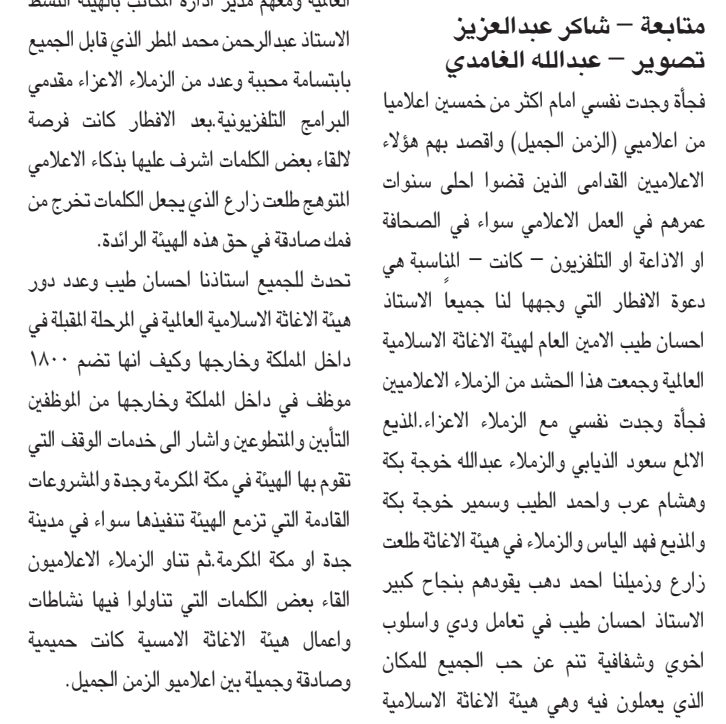 متابعة – شاكر عبدالعزيز
تصوير – عبدالله الغامدي
فجأة وجدت نفسي امام اكثر من خمسين اعلاميا
من اعلاميي (الزمن الجميل) واقصد بهم هؤلاء
الاعلاميين القدامى الذين قضوا احلى سنوات
عمرهم في العمل الاعلامي سواء في الصحافة
او الاذاعة او التلفزيون – كانت – المناسبة هي
دعوة الافطار التي وجهها لنا جميعاً الاستاذ
احسان طيب الامين العام لهيئة الاغاثة الاسلامية
العالمية وجمعت هذا الحشد من الزملاء الاعلاميين
فجأة وجدت نفسي مع الزملاء الاعزاء.المذيع
الالمع سعود الذيابي والزملاء عبدالله خوجة بكة
وهشام عرب واحمد الطيب وسمير خوجة بكة
والمذيع فهد الياس والزملاء في هيئة الاغاثة طلعت
زارع وزميلنا احمد دهب يقودهم بنجاح كبير
الاستاذ احسان طيب في تعامل ودي واسلوب
اخوي وشفافية تنم عن حب الجميع للمكان
الذي يعملون فيه وهي هيئة الاغاثة الاسلامية
العالمية ومعهم مدير ادارة المكاتب بالهيئة النشط
الاستاذ عبدالرحمن محمد المطر الذي قابل الجميع
بابتسامة محببة وعدد من الزملاء الاعزاء مقدمي
البرامج التلفزيونية.بعد الافطار كانت فرصة
لالقاء بعض الكلمات اشرف عليها بذكاء الاعلامي
المتوهج طلعت زارع الذي يجعل الكلمات تخرج من
فمك صادقة في حق هذه الهيئة الرائدة.
تحدث للجميع استاذنا احسان طيب وعدد دور
هيئة الاغاثة الاسلامية العالمية في المرحلة المقبلة في
داخل المملكة وخارجها وكيف انها تضم ١٨٠٠
موظف في داخل المملكة وخارجها من الموظفين
التأبين والمتطوعين واشار الى خدمات الوقف التي
تقوم بها الهيئة في مكة المكرمة وجدة والمشروعات
القادمة التي تزمع الهيئة تنفيذها سواء في مدينة
جدة او مكة المكرمة.ثم تناو الزملاء الاعلاميون
القاء بعض الكلمات التي تناولوا فيها نشاطات
واعمال هيئة الاغاثة الامسية كانت حميمية
وصادقة وجميلة بين اعلاميو الزمن الجميل.